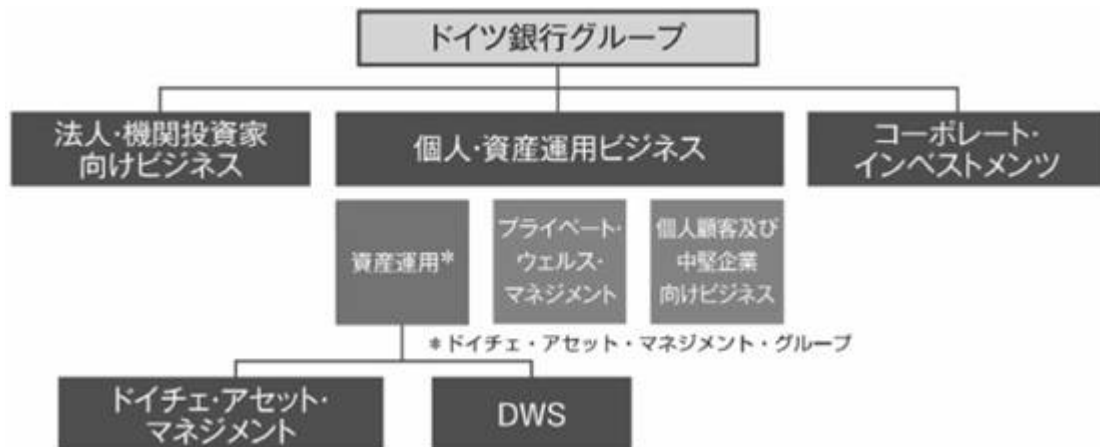 ドイツ銀行グループ
法人・機関投資家
向けビジネス
個人・資産運用ビジネス
コーポレート・
インベストメンツ
資産運用*
プライベート・
ウェルス・
マネジメント
個人顧客及び
中堅企業
向けビジネス
*ドイチェ・アセット・マネジメント・グループ
ドイチェ・アセット・
マネジメント
DWS